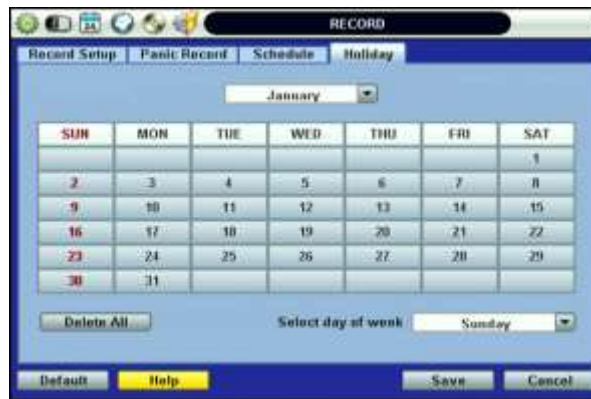 RECORD
Record Setup Panic Record Schedule Holiday
January
SUN MON TUE WED THU FRI SAT
1
2 3 4 5 6 7 8
9 10 11 12 13 14 15
16 17 18 19 20 21 22
23 24 25 26 27 28 29
30 31
Delete All Select day of week Sunday
Default Help Save Cancel